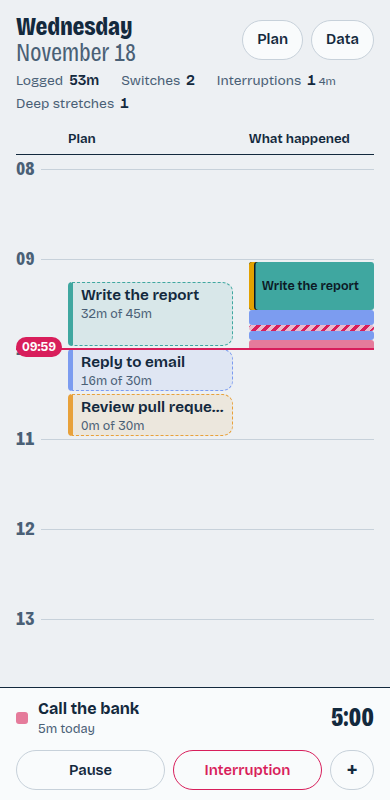 Wednesday
November 18
Plan
Data
Logged 53m Switches 2 Interruptions 1 4m
Deep stretches 1
Plan
What happened
08
09
Write the report
Write the report
32m of 45m
09:59
Reply to email
16m of 30m
Review pull reque...
0m of 30m
11
12
13
Call the bank
5m today
5:00
Pause
Interruption
+